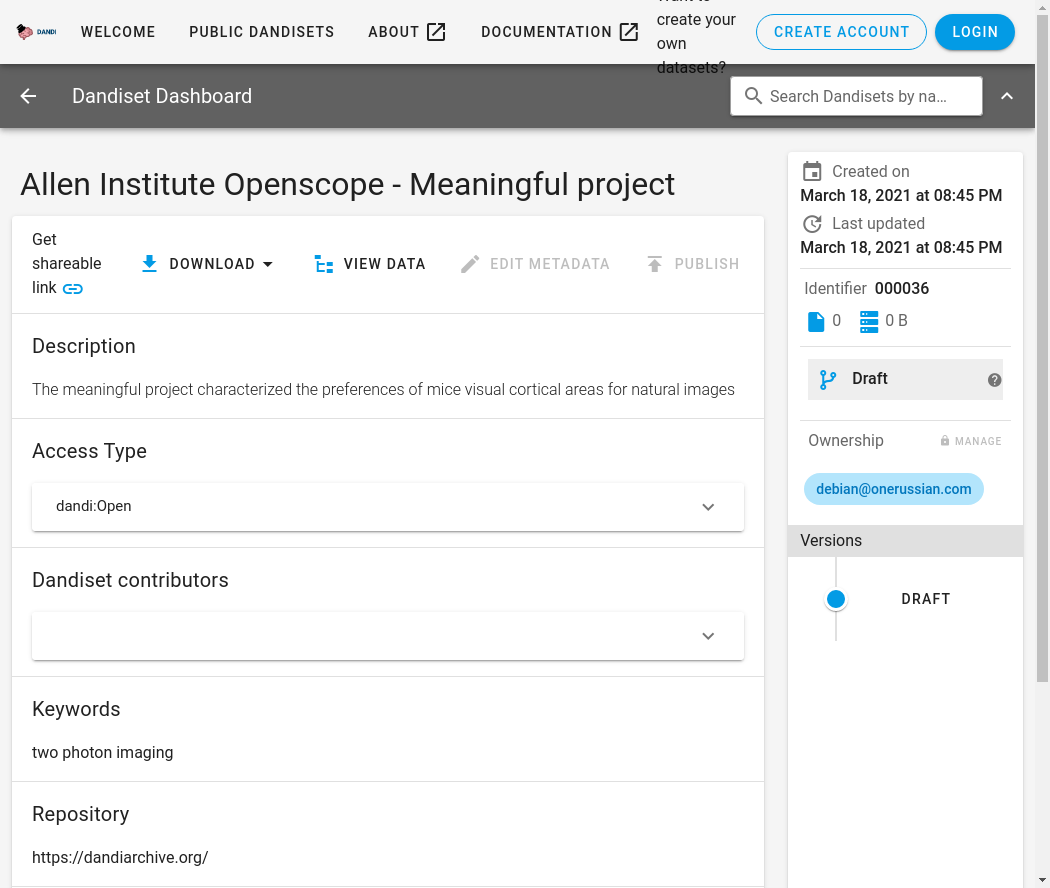 DANDI
WELCOME
PUBLIC DANDISETS
ABOUT
DOCUMENTATION
create your
own
datasets?
CREATE ACCOUNT
LOGIN
Dandiset Dashboard
Search Dandisets by na…
Allen Institute Openscope - Meaningful project
Get
shareable
link
DOWNLOAD
VIEW DATA
EDIT METADATA
PUBLISH
Description
The meaningful project characterized the preferences of mice visual cortical areas for natural images
Access Type
dandi:Open
Dandiset contributors
Keywords
two photon imaging
Repository
https://dandiarchive.org/
Created on
March 18, 2021 at 08:45 PM
Last updated
March 18, 2021 at 08:45 PM
Identifier 000036
0
0 B
Draft
?
Ownership
MANAGE
debian@onerussian.com
Versions
DRAFT